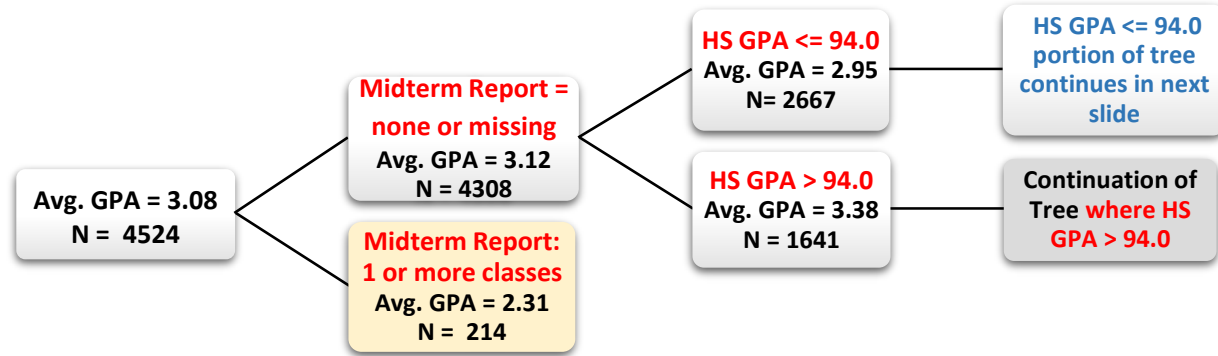 Avg. GPA = 3.08
N =  4524
Midterm Report =
none or missing
Avg. GPA = 3.12
N = 4308
Midterm Report:
1 or more classes
Avg. GPA = 2.31
N =  214
HS GPA <= 94.0
Avg. GPA = 2.95
N= 2667
HS GPA > 94.0
Avg. GPA = 3.38
N = 1641
HS GPA <= 94.0
portion of tree
continues in next
slide
Continuation of
Tree where HS
GPA > 94.0